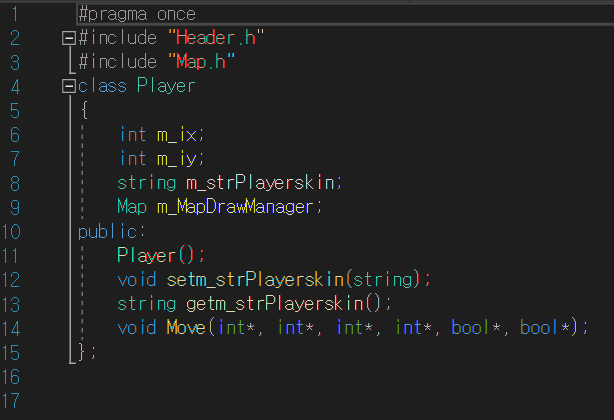 1 #pragma once
2 #include "Header.h"
3 #include "Map.h"
4 class Player
5 {
6 int m_ix;
7 int m_iy;
8 string m_strPlayerskin;
9 Map m_MapDrawManager;
10 public:
11 Player();
12 void setm_strPlayerskin(string);
13 string getm_strPlayerskin();
14 void Move(int*, int*, int*, int*, bool*, bool*);
15 };
16
17